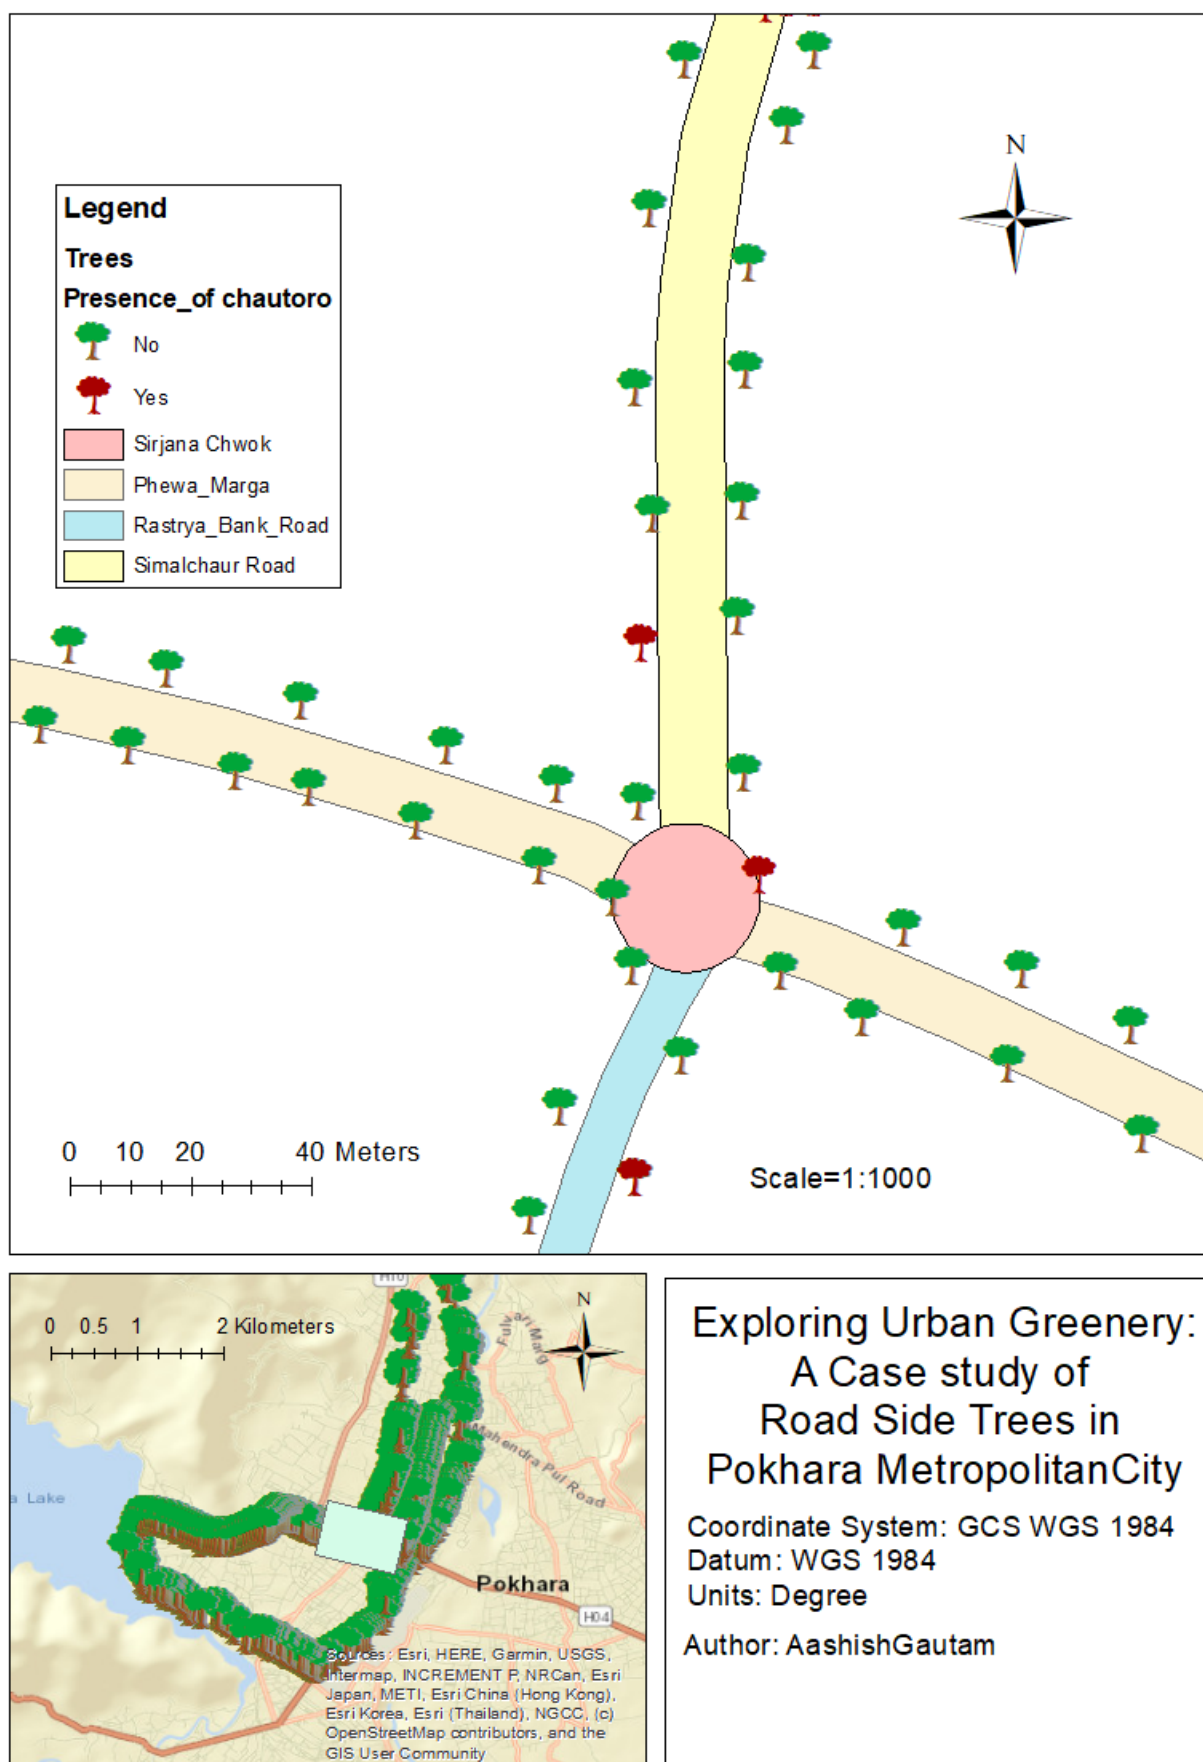 N
Legend
Trees
Presence_of chautoro
No
Yes
Sirjana Chwok
Phewa_Marga
Rastrya_Bank_Road
Simalchaur Road
0 10 20 40 Meters
Scale=1:1000
H10
0 0.5 1 2 Kilometers
N
ari Marg
Mahendra Pul Road
a Lake
Pokhara
H04
Sources: Esri, HERE, Garmin, USGS,
Intermap, INCREMENT P, NRCan, Esri
Japan, METI, Esri China (Hong Kong),
Esri Korea, Esri (Thailand), NGCC, (c)
OpenStreetMap contributors, and the
GIS User Community
Exploring Urban Greenery:
A Case study of
Road Side Trees in
Pokhara MetropolitanCity
Coordinate System: GCS WGS 1984
Datum: WGS 1984
Units: Degree
Author: AashishGautam